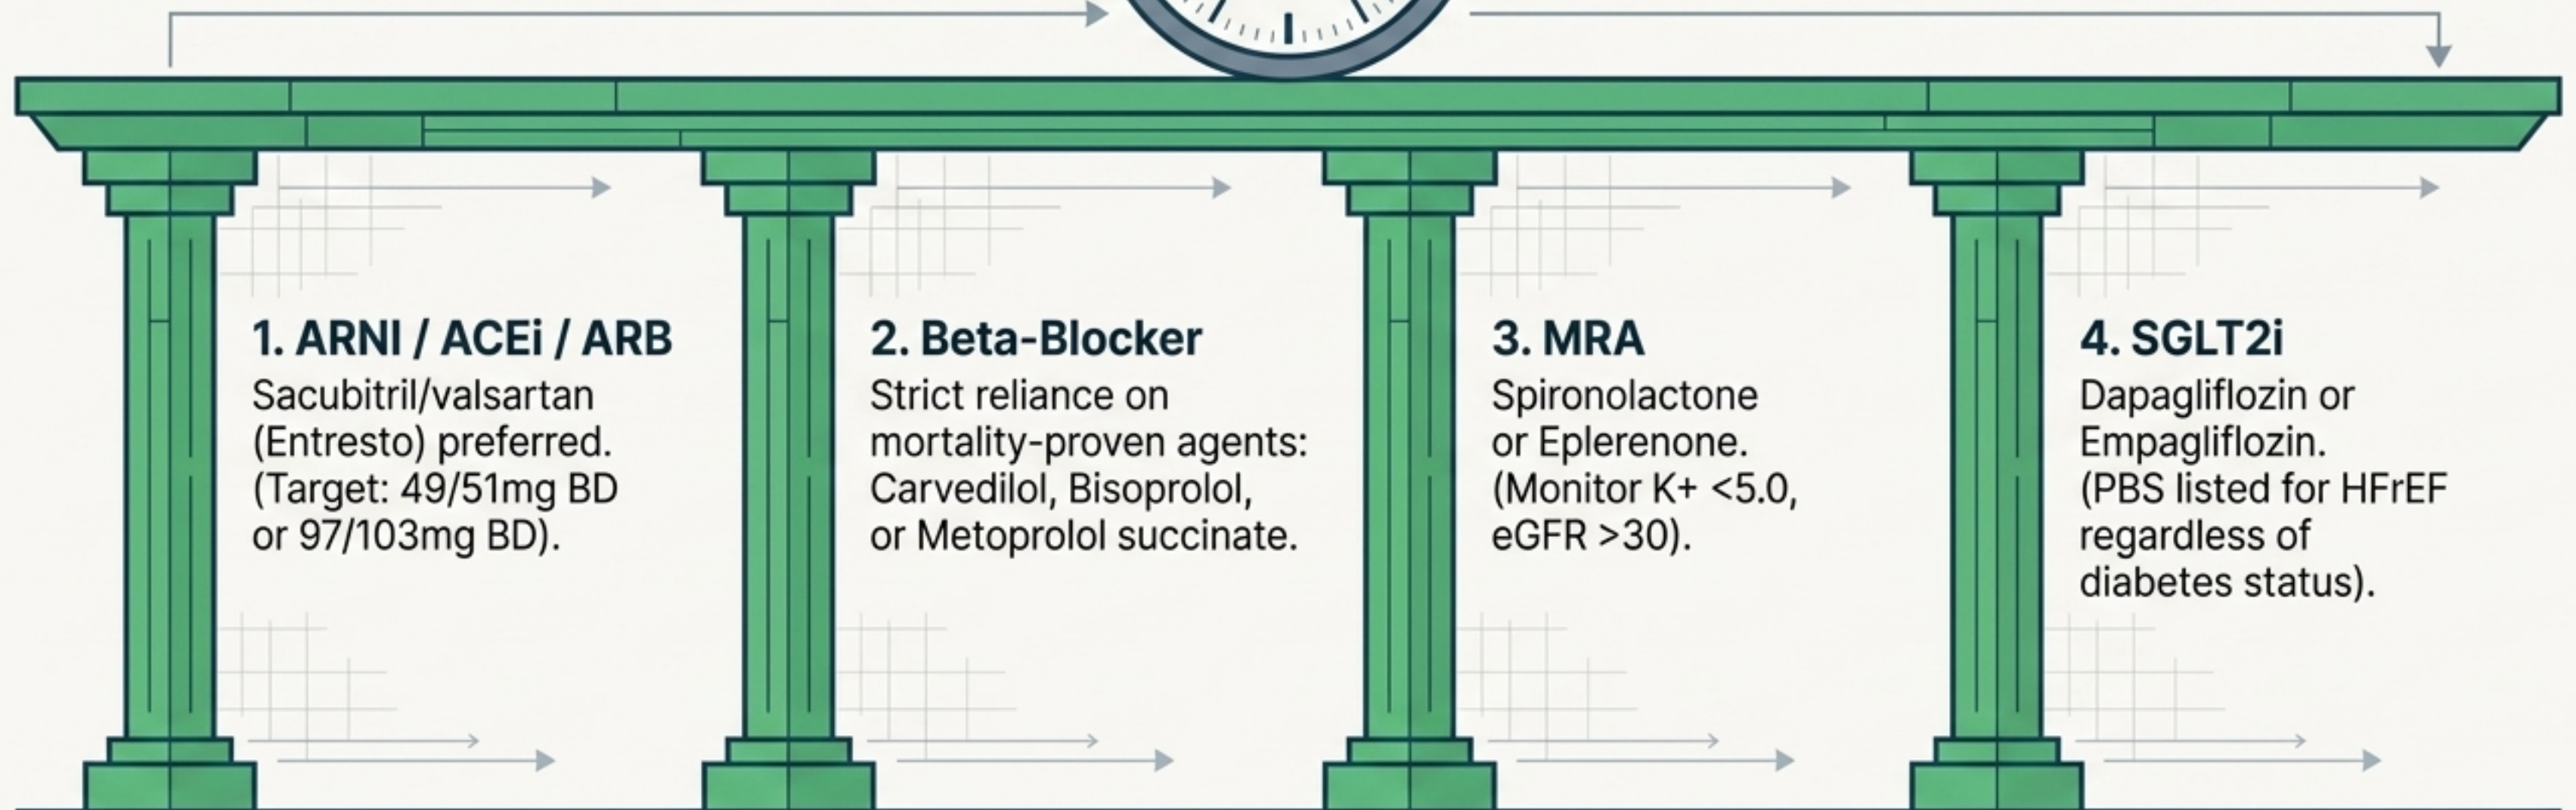 1. ARNI / ACEi / ARB
Sacubitril/valsartan
(Entresto) preferred.
(Target: 49/51mg BD
or 97/103mg BD).
2. Beta-Blocker
Strict reliance on
mortality-proven agents:
Carvedilol, Bisoprolol,
or Metoprolol succinate.
3. MRA
Spironolactone
or Eplerenone.
(Monitor K+ <5.0,
eGFR >30).
4. SGLT2i
Dapagliflozin or
Empagliflozin.
(PBS listed for HFrEF
regardless of
diabetes status).